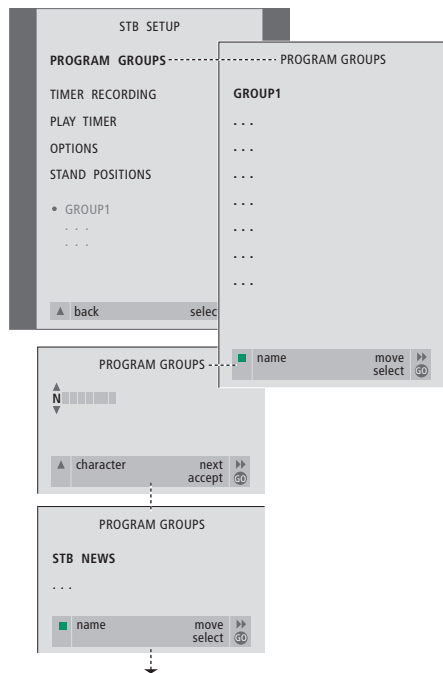 STB SETUP
PROGRAM GROUPS
TIMER RECORDING
PLAY TIMER
OPTIONS
STAND POSITIONS
• GROUP1
. . .
. . .
▲ back selec
PROGRAM GROUPS
GROUP1
. . .
. . .
. . .
. . .
. . .
. . .
. . .
name move
select GO
PROGRAM GROUPS
N
▲ character next
accept GO
PROGRAM GROUPS
STB NEWS
. . .
name move
select GO